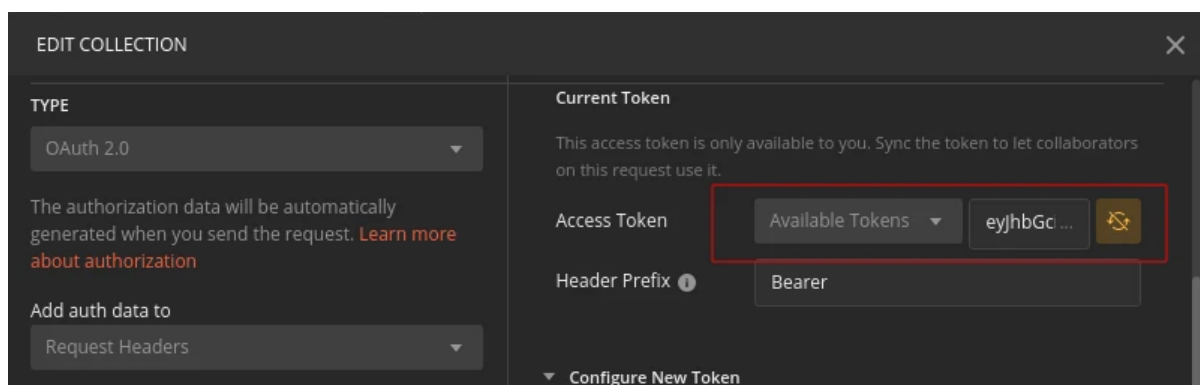 EDIT COLLECTION
TYPE
OAuth 2.0
The authorization data will be automatically
generated when you send the request. Learn more
about authorization
Add auth data to
Request Headers
Current Token
This access token is only available to you. Sync the token to let collaborators
on this request use it.
Access Token
Available Tokens
eyJhbGci...
Header Prefix
Bearer
Configure New Token